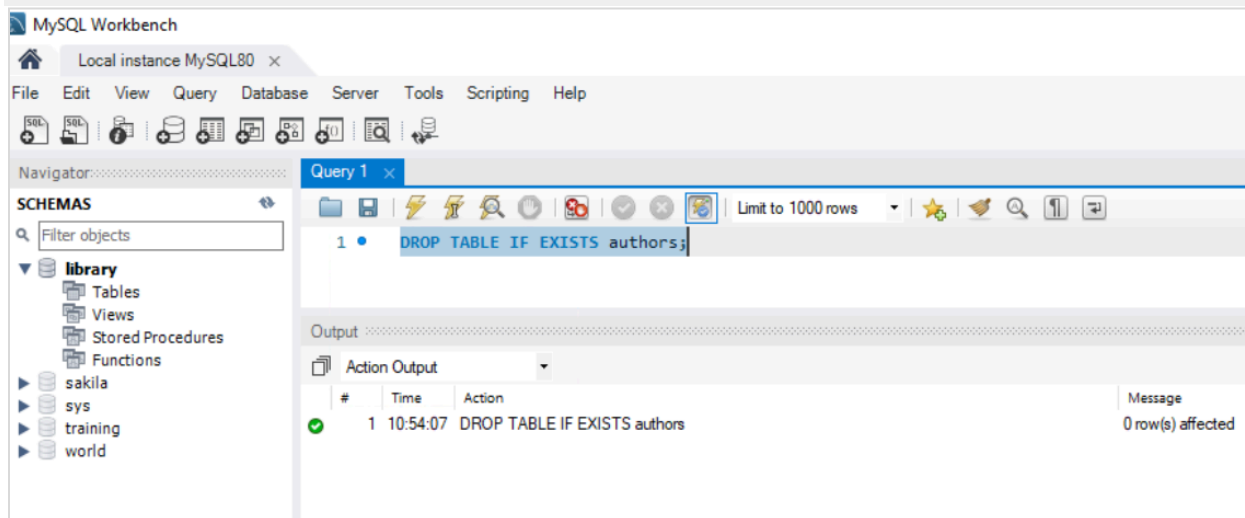 MySQL Workbench
Local instance MySQL80
File Edit View Query Database Server Tools Scripting Help
SQL SQL
Navigator
Query 1
SCHEMAS
Limit to 1000 rows
Filter objects
1 DROP TABLE IF EXISTS authors;
library
Tables
Views
Stored Procedures
Functions
sakila
sys
training
world
Output
Action Output
# Time Action Message
1 10:54:07 DROP TABLE IF EXISTS authors 0 row(s) affected